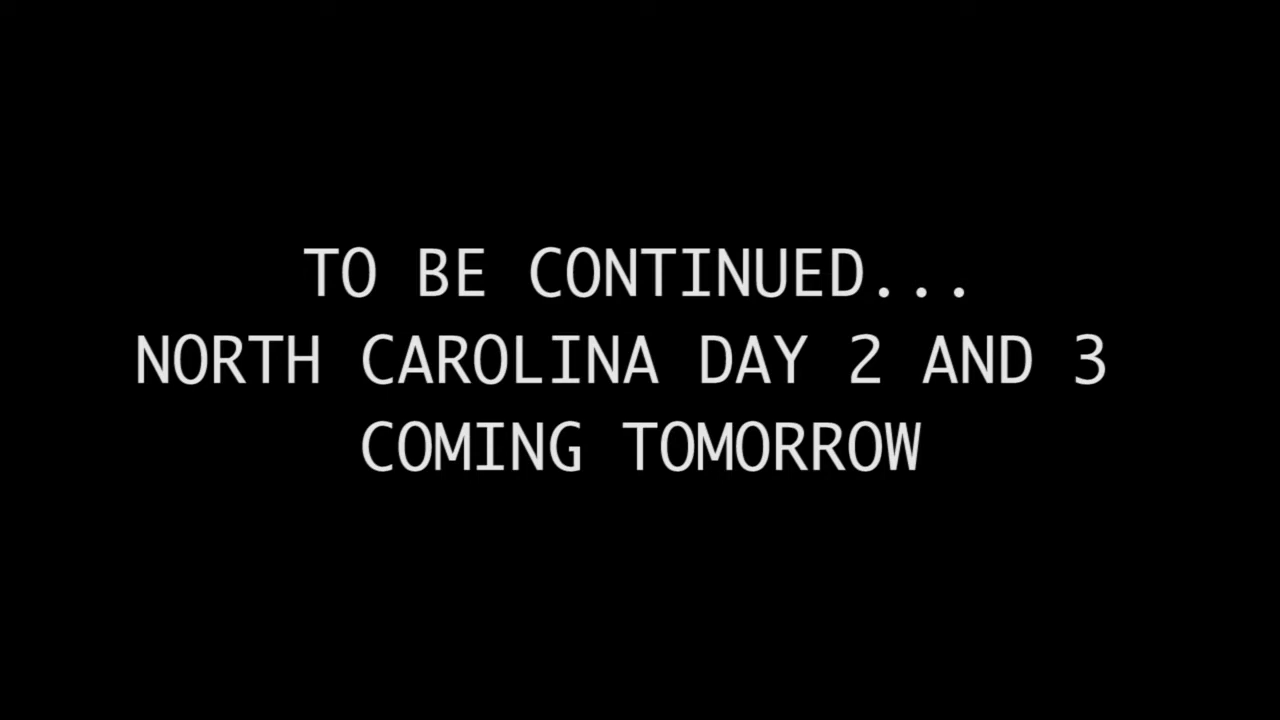 TO BE CONTINUED...
NORTH CAROLINA DAY 2 AND 3
COMING TOMORROW